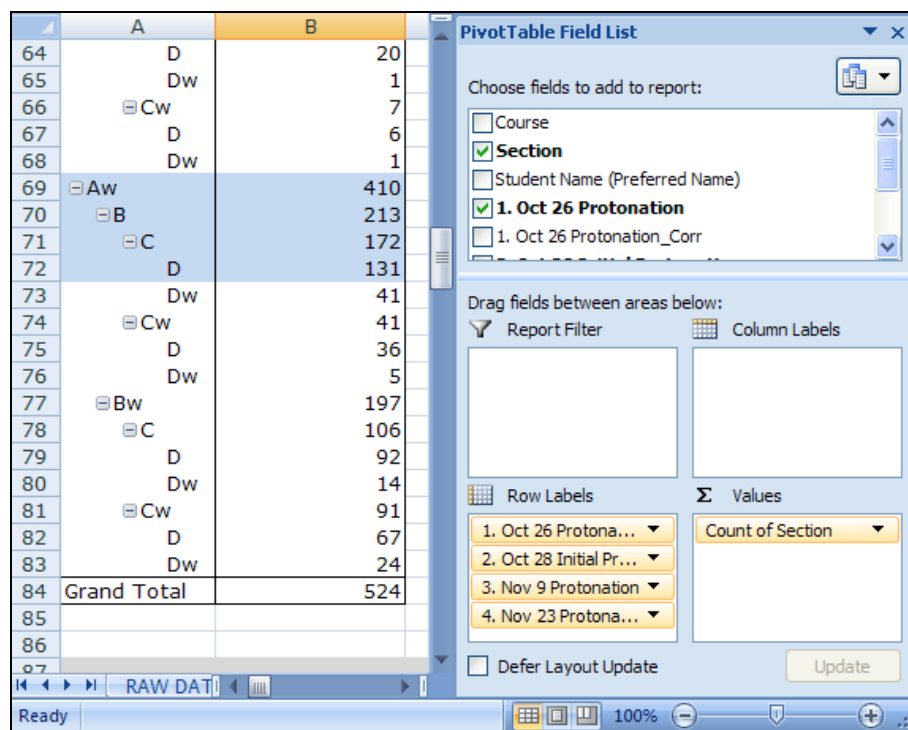 A B
64 D 20
65 Dw 1
66 Cw 7
67 D 6
68 Dw 1
69 Aw 410
70 B 213
71 C 172
72 D 131
73 Dw 41
74 Cw 41
75 D 36
76 Dw 5
77 Bw 197
78 C 106
79 D 92
80 Dw 14
81 Cw 91
82 D 67
83 Dw 24
84 Grand Total 524
85
86
87
RAW DAT
Ready
100%
PivotTable Field List
Choose fields to add to report:
Course
Section
Student Name (Preferred Name)
1. Oct 26 Protonation
1. Oct 26 Protonation_Corr
Drag fields between areas below:
Report Filter
Column Labels
Row Labels
Σ Values
1. Oct 26 Protona...
2. Oct 28 Initial Pr...
3. Nov 9 Protonation
4. Nov 23 Protona...
Count of Section
Defer Layout Update
Update